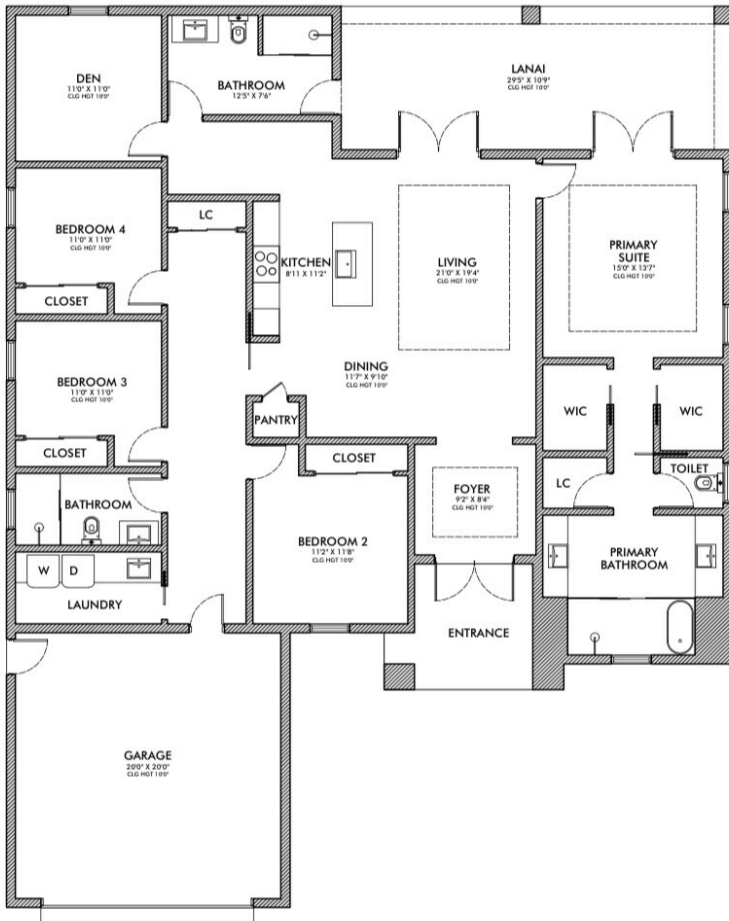 DEN
11'0" X 11'0"
CLG HGT 10'0"
BATHROOM
12'5" X 7'6"
LANAI
29'5" X 10'9"
CLG HGT 10'0"
BEDROOM 4
11'0" X 11'0"
CLG HGT 10'0"
CLOSET
LC
KITCHEN
8'11 X 11'2"
LIVING
21'0" X 19'4"
CLG HGT 10'0"
PRIMARY
SUITE
15'0" X 13'7"
CLG HGT 10'0"
BEDROOM 3
11'0" X 11'0"
CLG HGT 10'0"
CLOSET
DINING
11'7" X 9'10"
CLG HGT 10'0"
PANTRY
WIC
WIC
BATHROOM
CLOSET
BEDROOM 2
11'2" X 11'8"
CLG HGT 10'0"
FOYER
9'2" X 8'4"
CLG HGT 10'0"
LC
TOILET
PRIMARY
BATHROOM
W
D
LAUNDRY
ENTRANCE
GARAGE
20'0" X 20'0"
CLG HGT 10'0"